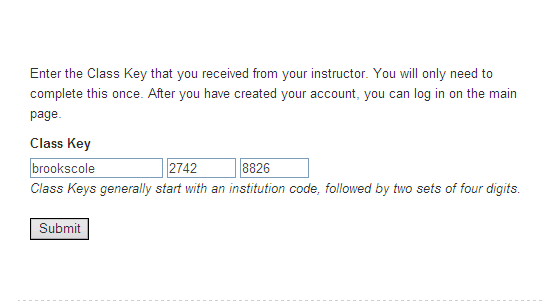 Enter the Class Key that you received from your instructor. You will only need to
complete this once. After you have created your account, you can log in on the main
page.
Class Key
brookscole 2742 8826
Class Keys generally start with an institution code, followed by two sets of four digits.
Submit